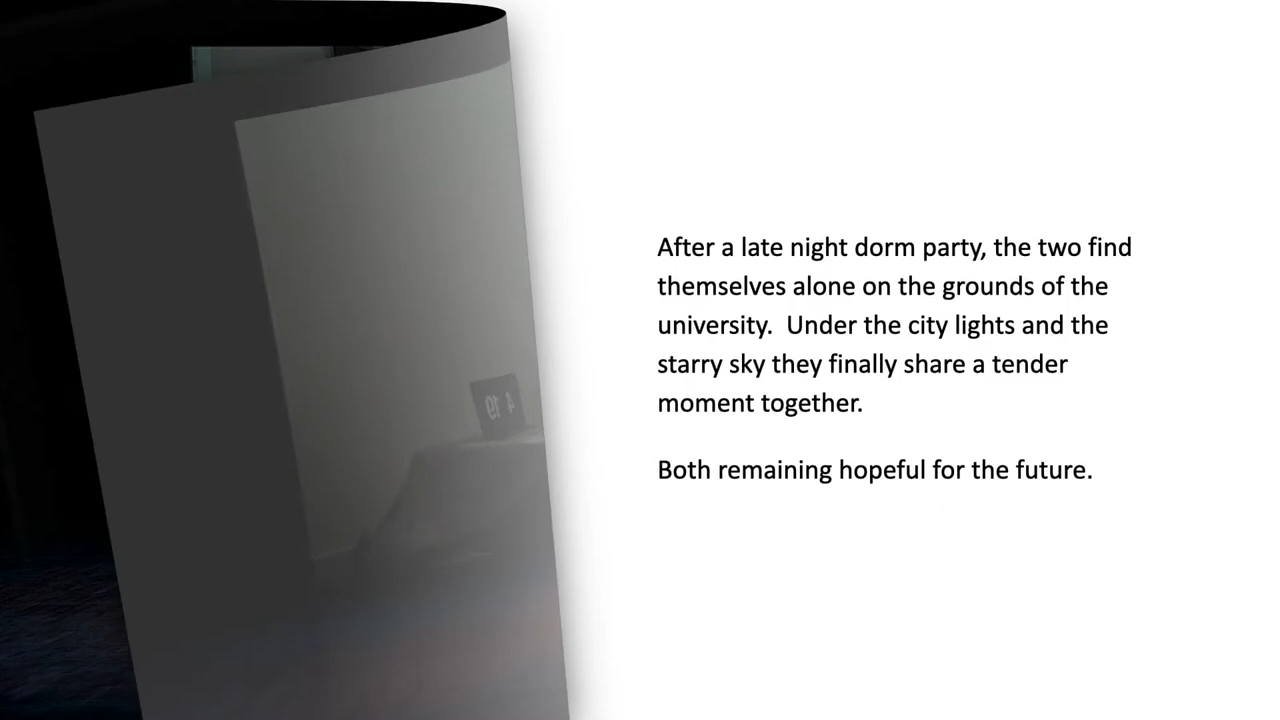 After a late night dorm party, the two find
themselves alone on the grounds of the
university.  Under the city lights and the
starry sky they finally share a tender
moment together.
Both remaining hopeful for the future.